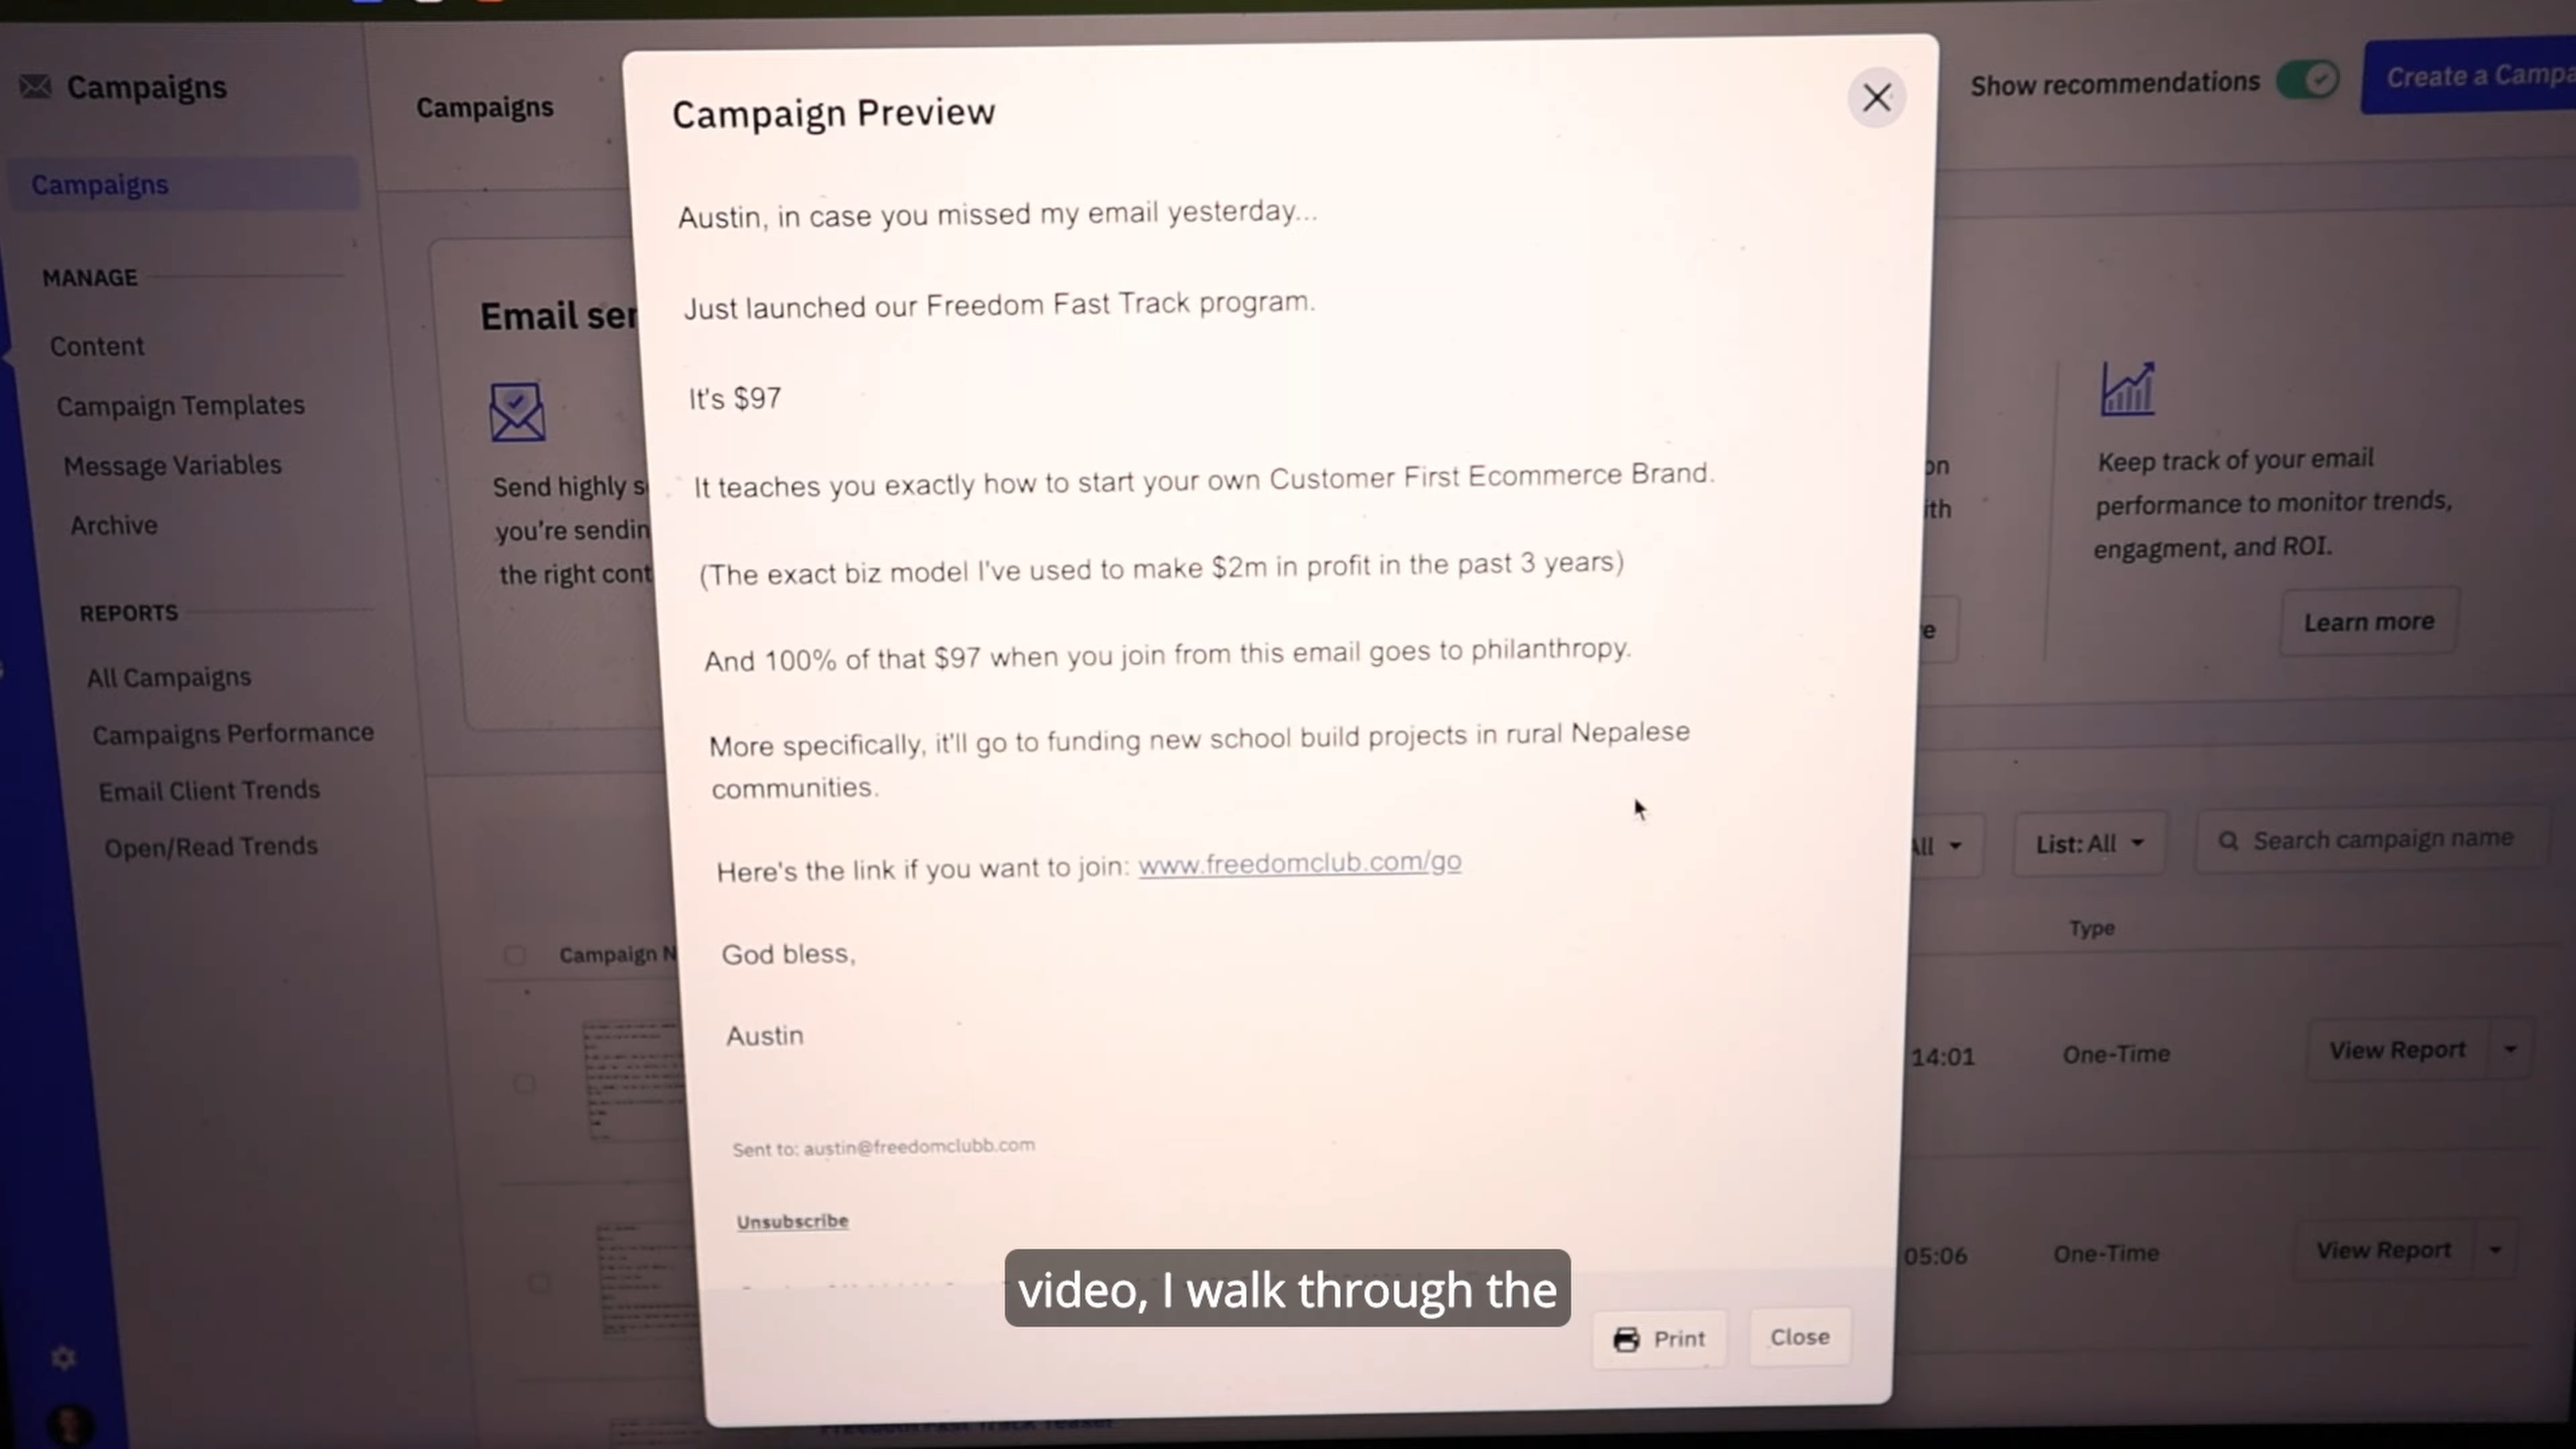 Campaigns
Campaigns
MANAGE
Content
Campaign Templates
Message Variables
Archive
REPORTS
All Campaigns
Campaigns Performance
Email Client Trends
Open/Read Trends
Campaigns
Show recommendations
Create a Campa
Email ser
Send highly s
you're sendin
the right cont
on
ith
e
Keep track of your email
performance to monitor trends,
engagment, and ROI.
Learn more
All
List: All
Search campaign name
Campaign N
Type
14:01
One-Time
View Report
05:06
One-Time
View Report
Campaign Preview
Austin, in case you missed my email yesterday...
Just launched our Freedom Fast Track program.
It's $97
It teaches you exactly how to start your own Customer First Ecommerce Brand.
(The exact biz model I've used to make $2m in profit in the past 3 years)
And 100% of that $97 when you join from this email goes to philanthropy.
More specifically, it'll go to funding new school build projects in rural Nepalese
communities.
Here's the link if you want to join: www.freedomclub.com/go
God bless,
Austin
Sent to: austin@freedomclubb.com
Unsubscribe
video, I walk through the
Print
Close